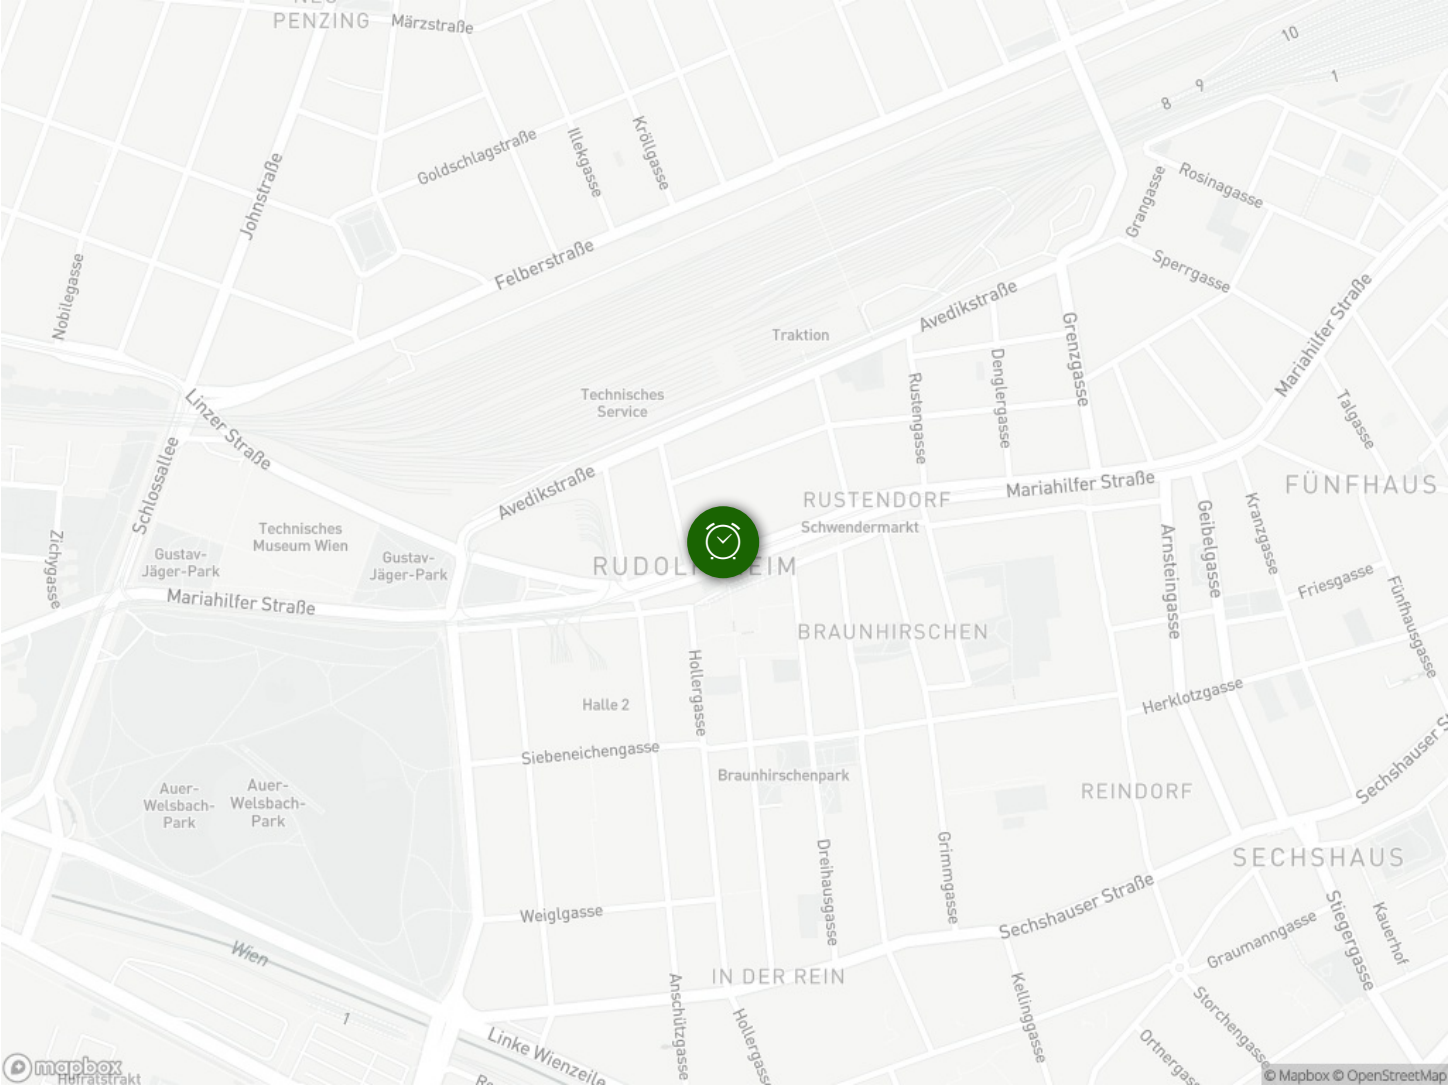 PENZING
Märzstraße
10
9
1
8
Goldschlagstraße
Illekgasse
Kröllgasse
Johnstraße
Rosinagasse
Grangasse
Nobilegasse
Felberstraße
Sperrgasse
Avedikstraße
Traktion
Grenzgasse
Mariahilfer Straße
Denglergasse
Rustengasse
Technisches
Service
Linzer Straße
Talgasse
Schlossallee
Avedikstraße
RUSTENDORF
Mariahilfer Straße
FÜNFHAUS
Schwendermarkt
Geibelgasse
Kranzgasse
Technisches
Museum Wien
Gustav-
Jäger-Park
Gustav-
Jäger-Park
Zichygasse
Arnsteingasse
Friesgasse
Fünfhausgasse
Mariahilfer Straße
BRAUNHIRSCHEN
Hollergasse
Halle 2
Herklotzgasse
Siebeneichengasse
Braunhirschenpark
Auer-
Welsbach-
Park
Auer-
Welsbach-
Park
REINDORF
Dreihausgasse
Grimmgasse
SECHSHAUS
Weiglgasse
Sechshauser Straße
Stiegergasse
Kauerhof
Graumanngasse
Wien
IN DER REIN
Anschützgasse
Kellinggasse
Storchengasse
1
Linke Wienzeile
mapbox
© Mapbox © OpenStreetMap